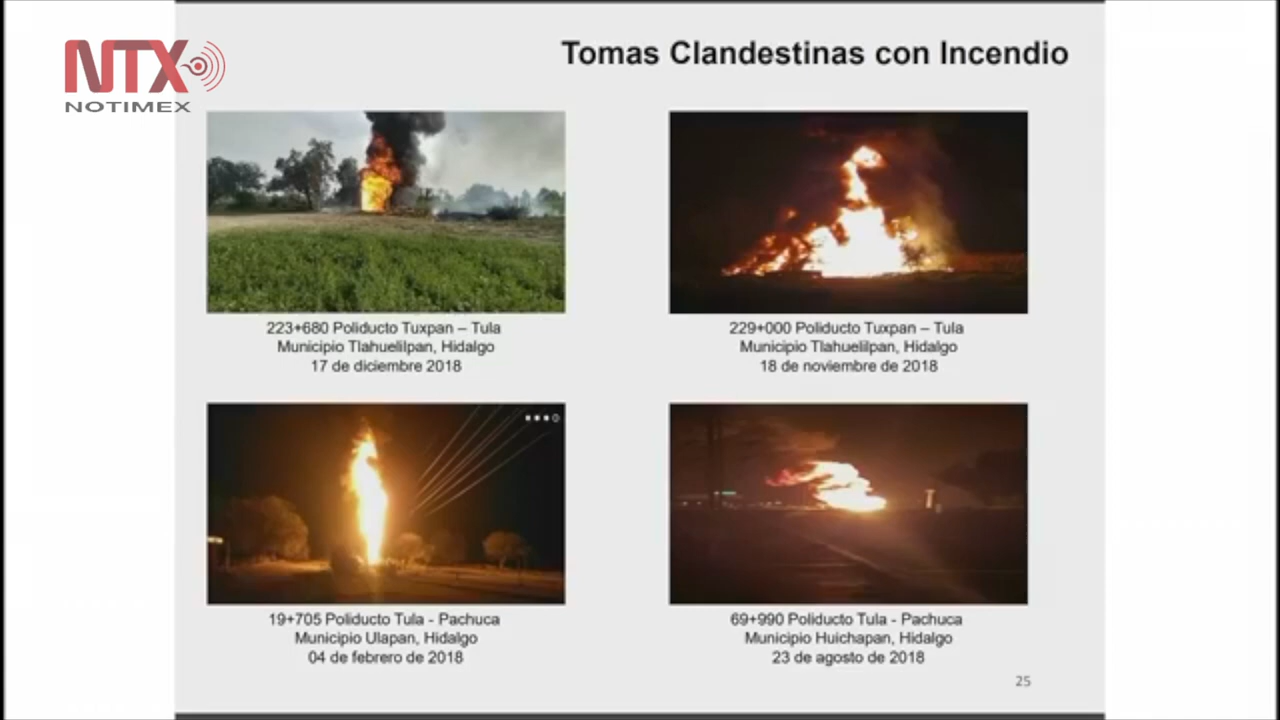 NTX
NOTIMEX
Tomas Clandestinas con Incendio
223+680 Poliducto Tuxpan – Tula
Municipio Tlahuelilpan, Hidalgo
17 de diciembre 2018
229+000 Poliducto Tuxpan – Tula
Municipio Tlahuelilpan, Hidalgo
18 de noviembre de 2018
19+705 Poliducto Tula - Pachuca
Municipio Ulapan, Hidalgo
04 de febrero de 2018
69+990 Poliducto Tula - Pachuca
Municipio Huichapan, Hidalgo
23 de agosto de 2018
25